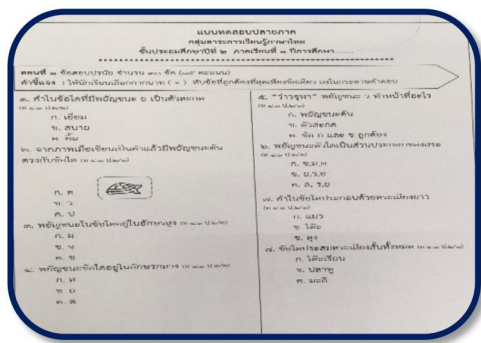 แบบทดสอบปลายภาค
กลุ่มสาระการเรียนรู้ภาษาไทย
ชั้นประถมศึกษาปีที่ ๒ ภาคเรียนที่ ๑ ปีการศึกษา
ตอนที่ ๑ ข้อสอบปรนัย จำนวน ๓๐ ข้อ
คำชี้แจง : ให้นักเรียนเลือกกากบาท ( × ) ทับข้อที่ถูกต้องที่สุดเพียงข้อเดียว ลงในกระดาษคำตอบ
๑. คำในข้อใดที่มีพยัญชนะ ย เป็นตัวสะกด
ก. เยี่ยม
ข. สบาย
ค. ยิ้ม
๒. จากภาพเมื่อเขียนเป็นคำแล้วมีพยัญชนะต้น
ตรงกับข้อใด
ก. ต
ข. ว
ค. ป
๓. พยัญชนะในข้อใดอยู่ในอักษรสูง
ก. ผ
๔. พยัญชนะข้อใดอยู่ในอักษรกลาง
๕. "ว่าวจุฬา" พยัญชนะ ว ทำหน้าที่อะไร
ก. พยัญชนะต้น
ข. ตัวสะกด
ค. ข้อ ก และ ข ถูกต้อง
๖. พยัญชนะตัวใดเป็นส่วนประกอบของสระ
ข. ย,ว,อ
ค. ล, ร,ย
๗. คำในข้อใดประกอบด้วยสระเสียงยาว
ก. แมว
ข. โต๊ะ
ค. ลุง
๘. ข้อใดประสมสระเสียงสั้นทั้งหมด
ก. โต๊ะเรียน
ข. ปลาทู
ค. มะลิ